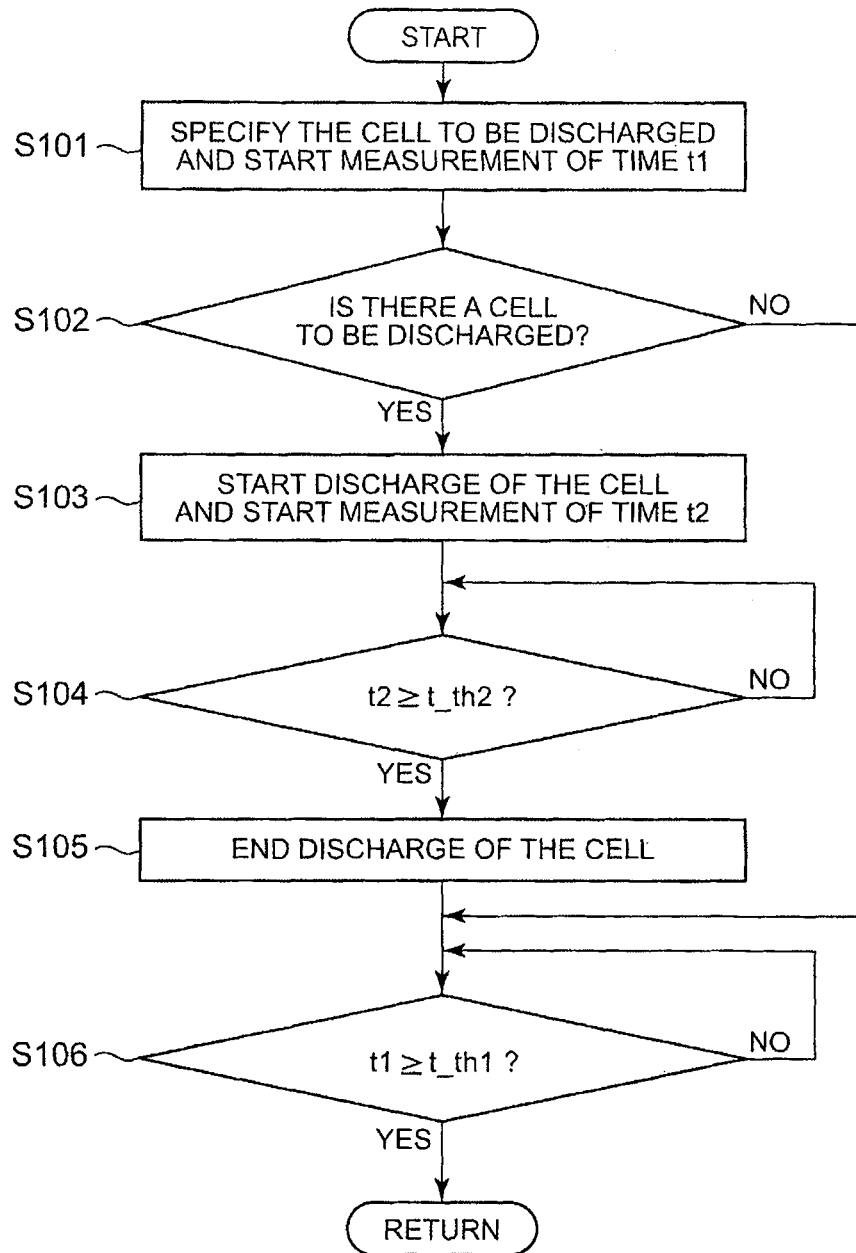 START
S101
SPECIFY THE CELL TO BE DISCHARGED
AND START MEASUREMENT OF TIME t1
S102
IS THERE A CELL
TO BE DISCHARGED?
NO
YES
S103
START DISCHARGE OF THE CELL
AND START MEASUREMENT OF TIME t2
S104
t2 ≥ t_th2 ?
NO
YES
S105
END DISCHARGE OF THE CELL
S106
t1 ≥ t_th1 ?
NO
YES
RETURN